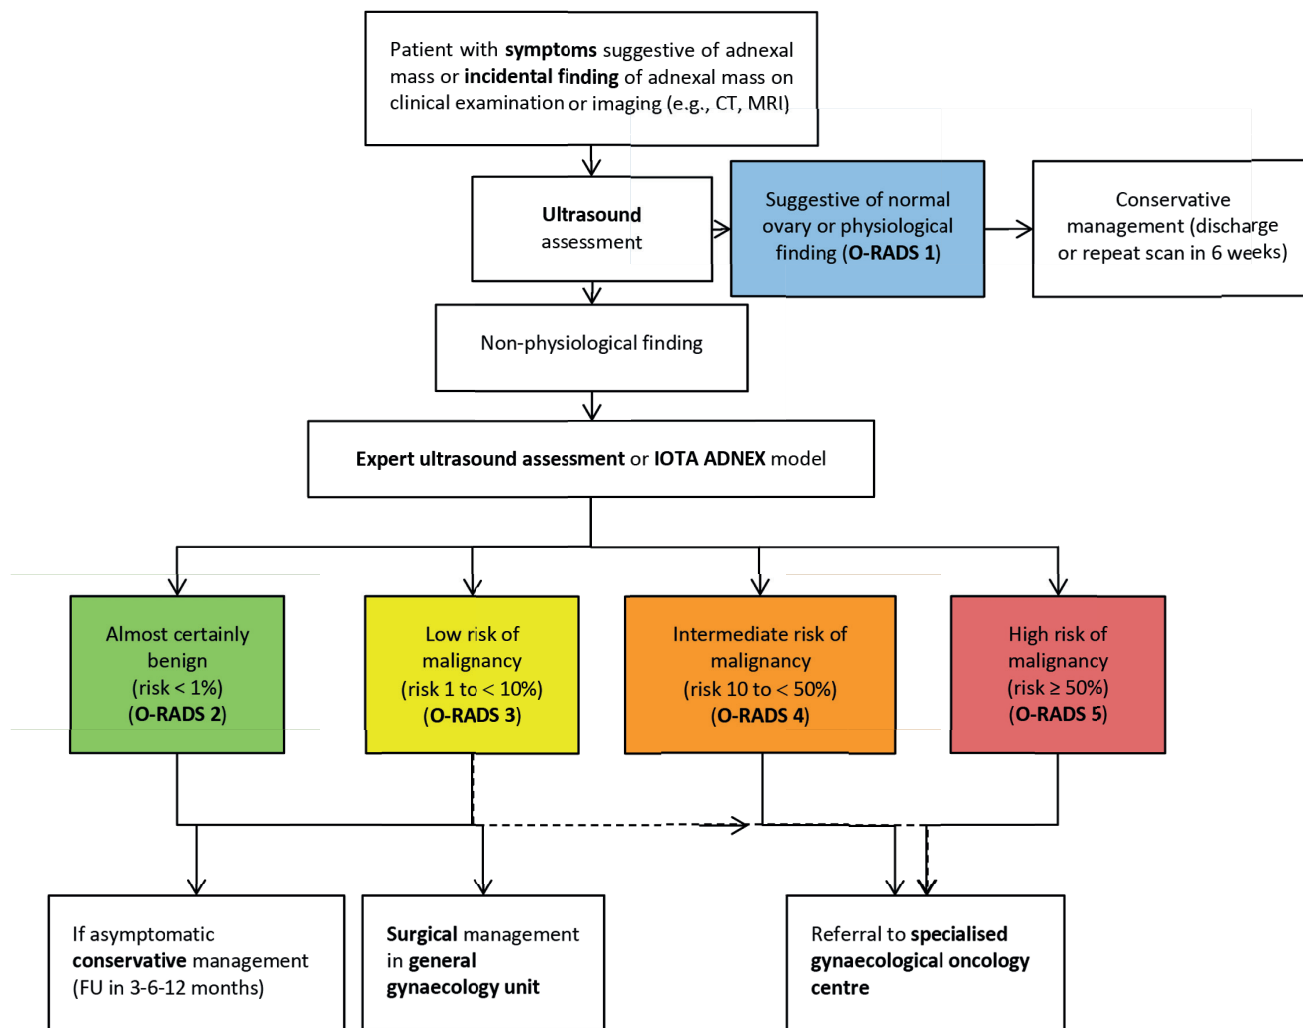 Patient with symptoms suggestive of adnexal
mass or incidental finding of adnexal mass on
clinical examination or imaging (e.g., CT, MRI)
Ultrasound
assessment
Suggestive of normal
ovary or physiological
finding (O-RADS 1)
Conservative
management (discharge
or repeat scan in 6 weeks)
Non-physiological finding
Expert ultrasound assessment or IOTA ADNEX model
Almost certainly
benign
(risk < 1%)
(O-RADS 2)
Low risk of
malignancy
(risk 1 to < 10%)
(O-RADS 3)
Intermediate risk of
malignancy
(risk 10 to < 50%)
(O-RADS 4)
High risk of
malignancy
(risk ≥ 50%)
(O-RADS 5)
If asymptomatic
conservative management
(FU in 3-6-12 months)
Surgical management
in general
gynaecology unit
Referral to specialised
gynaecological oncology
centre